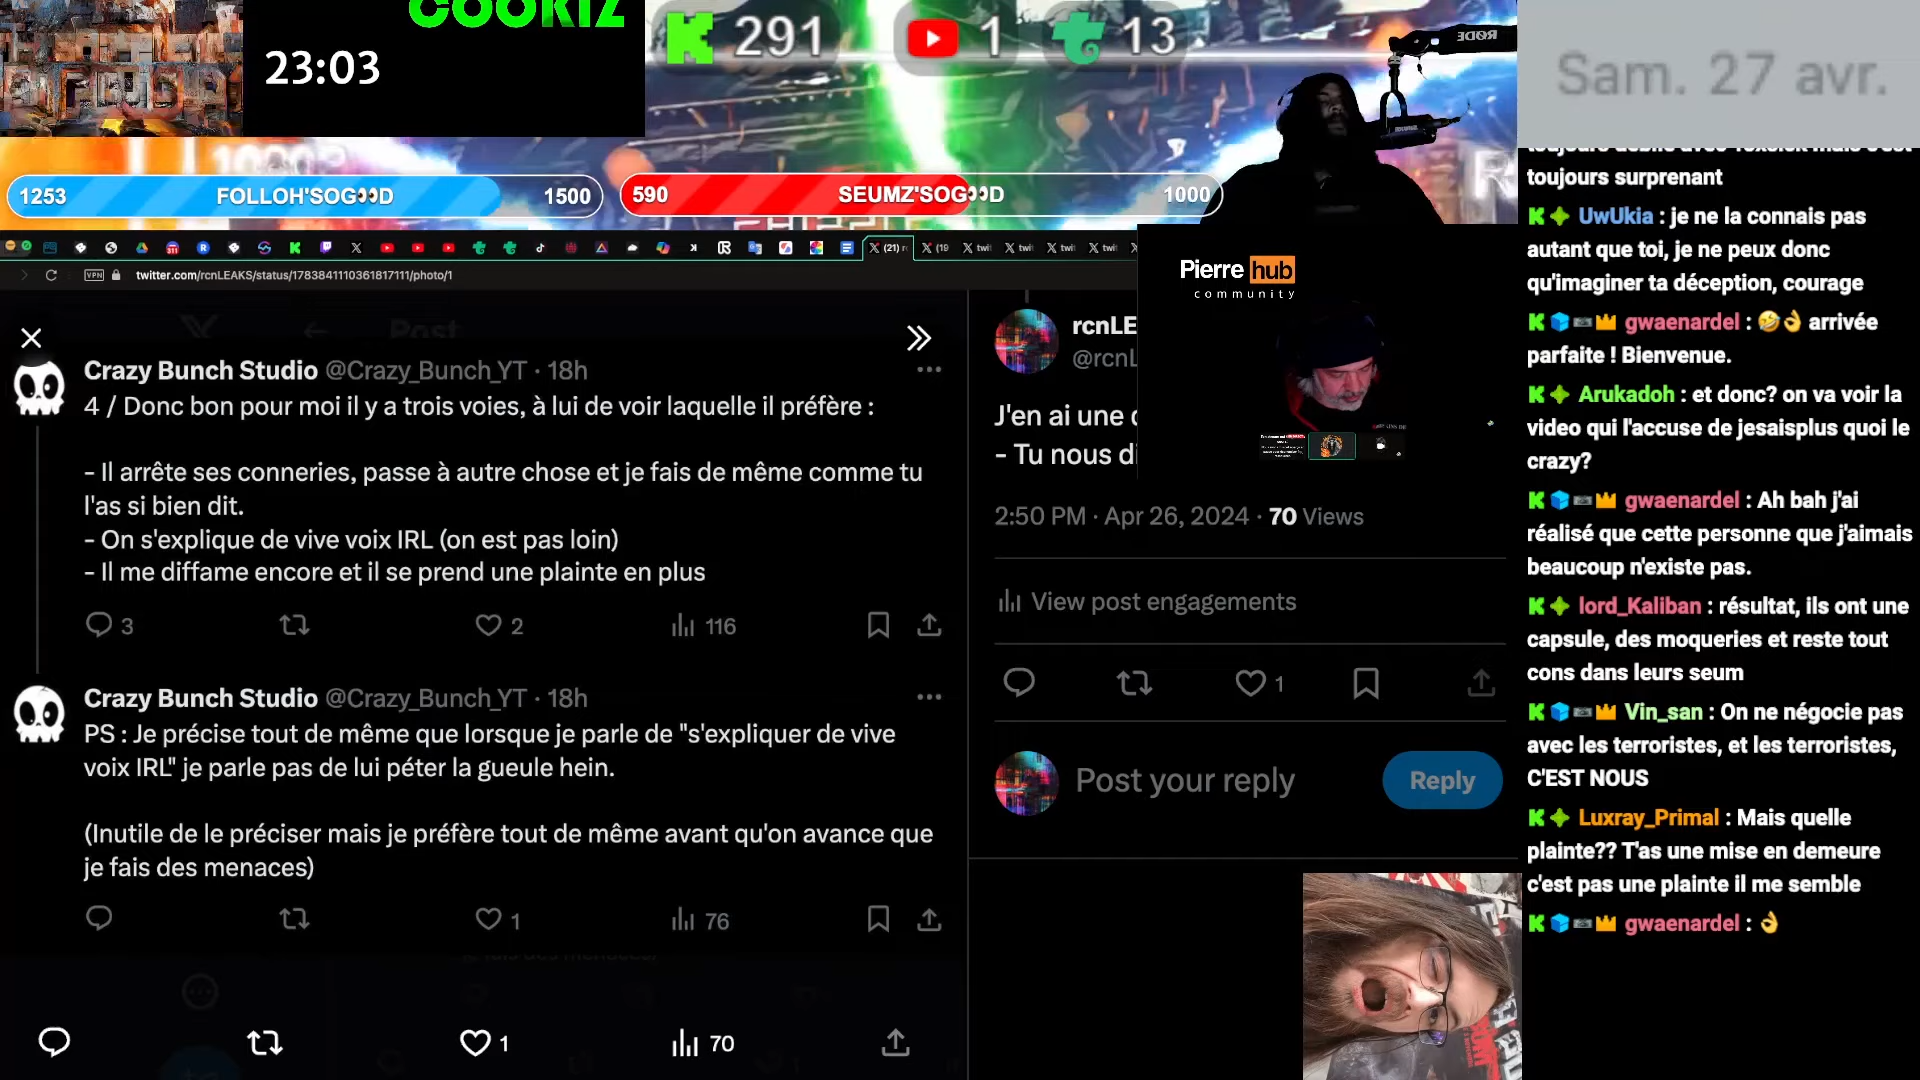 COOKIZ
23:03
291
1
13
RØDE
Sam. 27 avr.
1253
FOLLOH'SOG👀D
1500
590
SEUMZ'SOG👀D
1000
twitter.com/rcnLEAKS/status/1783841110361817111/photo/1
VPN
Pierre hub
community
Post
Crazy Bunch Studio @Crazy_Bunch_YT · 18h
4 / Donc bon pour moi il y a trois voies, à lui de voir laquelle il préfère :
- Il arrête ses conneries, passe à autre chose et je fais de même comme tu
l'as si bien dit.
- On s'explique de vive voix IRL (on est pas loin)
- Il me diffame encore et il se prend une plainte en plus
3
2
116
Crazy Bunch Studio @Crazy_Bunch_YT · 18h
PS : Je précise tout de même que lorsque je parle de "s'expliquer de vive
voix IRL" je parle pas de lui péter la gueule hein.
(Inutile de le préciser mais je préfère tout de même avant qu'on avance que
je fais des menaces)
1
76
1
70
rcnLE
@rcnL
J'en ai une
- Tu nous di
2:50 PM · Apr 26, 2024 · 70 Views
View post engagements
1
Post your reply
Reply
toujours surprenant
UwUkia : je ne la connais pas
autant que toi, je ne peux donc
qu'imaginer ta déception, courage
gwaenardel : 🤣👌 arrivée
parfaite ! Bienvenue.
Arukadoh : et donc? on va voir la
video qui l'accuse de jesaisplus quoi le
crazy?
gwaenardel : Ah bah j'ai
réalisé que cette personne que j'aimais
beaucoup n'existe pas.
lord_Kaliban : résultat, ils ont une
capsule, des moqueries et reste tout
cons dans leurs seum
Vin_san : On ne négocie pas
avec les terroristes, et les terroristes,
C'EST NOUS
Luxray_Primal : Mais quelle
plainte?? T'as une mise en demeure
c'est pas une plainte il me semble
gwaenardel : 👌